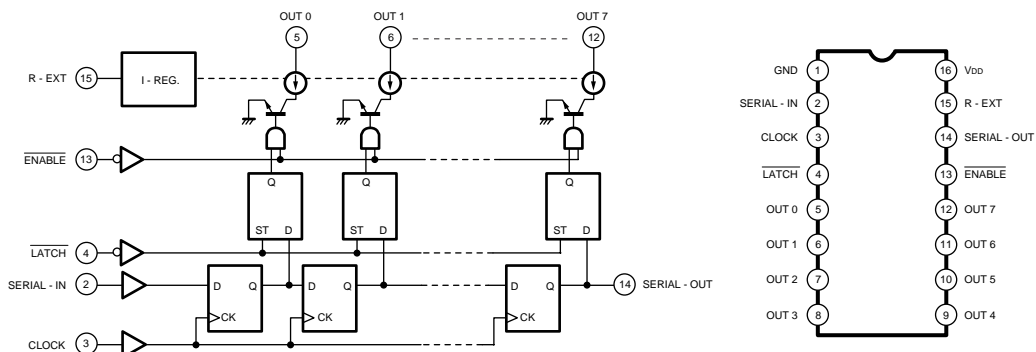 OUT 0
OUT 1
OUT 7
5
6
12
R - EXT
15
I - REG.
ENABLE
13
Q
Q
Q
ST
D
ST
D
ST
D
LATCH
4
SERIAL - IN
2
D
Q
D
Q
D
Q
14
SERIAL - OUT
CK
CK
CK
CLOCK
3
GND
1
16
VDD
SERIAL - IN
2
15
R - EXT
CLOCK
3
14
SERIAL - OUT
LATCH
4
13
ENABLE
OUT 0
5
12
OUT 7
OUT 1
6
11
OUT 6
OUT 2
7
10
OUT 5
OUT 3
8
9
OUT 4